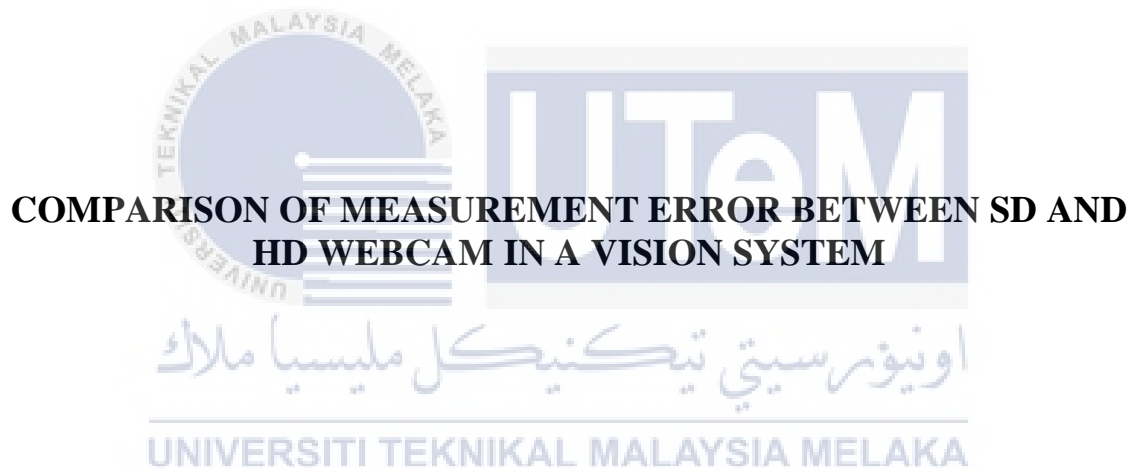 UNIVERSITI TEKNIKAL MALAYSIA MELAKA
UTeM
COMPARISON OF MEASUREMENT ERROR BETWEEN SD AND
HD WEBCAM IN A VISION SYSTEM
اونيۏرسيتي تيكنيكل مليسيا ملاك
UNIVERSITI TEKNIKAL MALAYSIA MELAKA